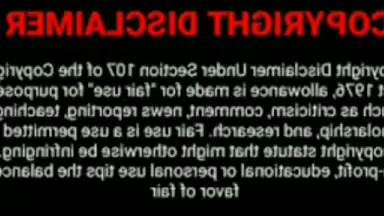 COPYRIGHT DISCLAIMER
yright Disclaimer Under Section 107 of the Copyrig
t 1976, allowance is made for "fair use" for purpose
uch as criticism, comment, news reporting, teaching
olarship, and research. Fair use is a use permitted
opyright statute that might otherwise be infringing.
-profit, educational or personal use tips the balance
favor of fair